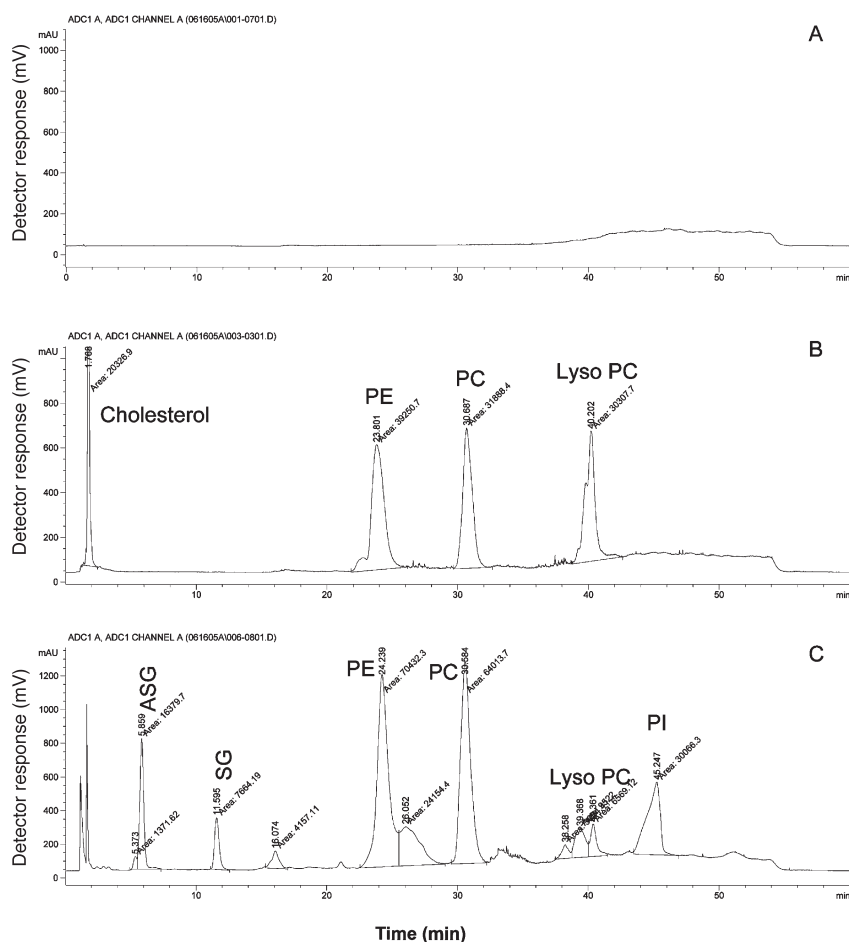 ADC1 A, ADC1 CHANNEL A (061605A\001-0701.D)
mAU
A
Detector response (mV)
1000
800
600
400
200
0
0 10 20 30 40 50 min
ADC1 A, ADC1 CHANNEL A (061605A\003-0301.D)
mAU
B
Detector response (mV)
800
600
400
200
0
1.768
Area: 20326.9
Cholesterol
PE
23.801
Area: 39250.7
PC
30.687
Area: 31888.4
Lyso PC
40.202
Area: 30307.7
10 20 30 40 50 min
ADC1 A, ADC1 CHANNEL A (061605A\006-0801.D)
mAU
C
Detector response (mV)
1200
1000
800
600
400
200
0
5.373
Area: 1371.62
ASG
5.859
Area: 16379.7
SG
11.595
Area: 7664.19
16.074
Area: 4157.11
PE
24.239
Area: 70432.3
26.052
Area: 24154.4
PC
30.584
Area: 64013.7
Lyso PC
38.258
39.368
Area: 6569.12
PI
45.247
Area: 30066.3
10 20 30 40 50 min
Time (min)